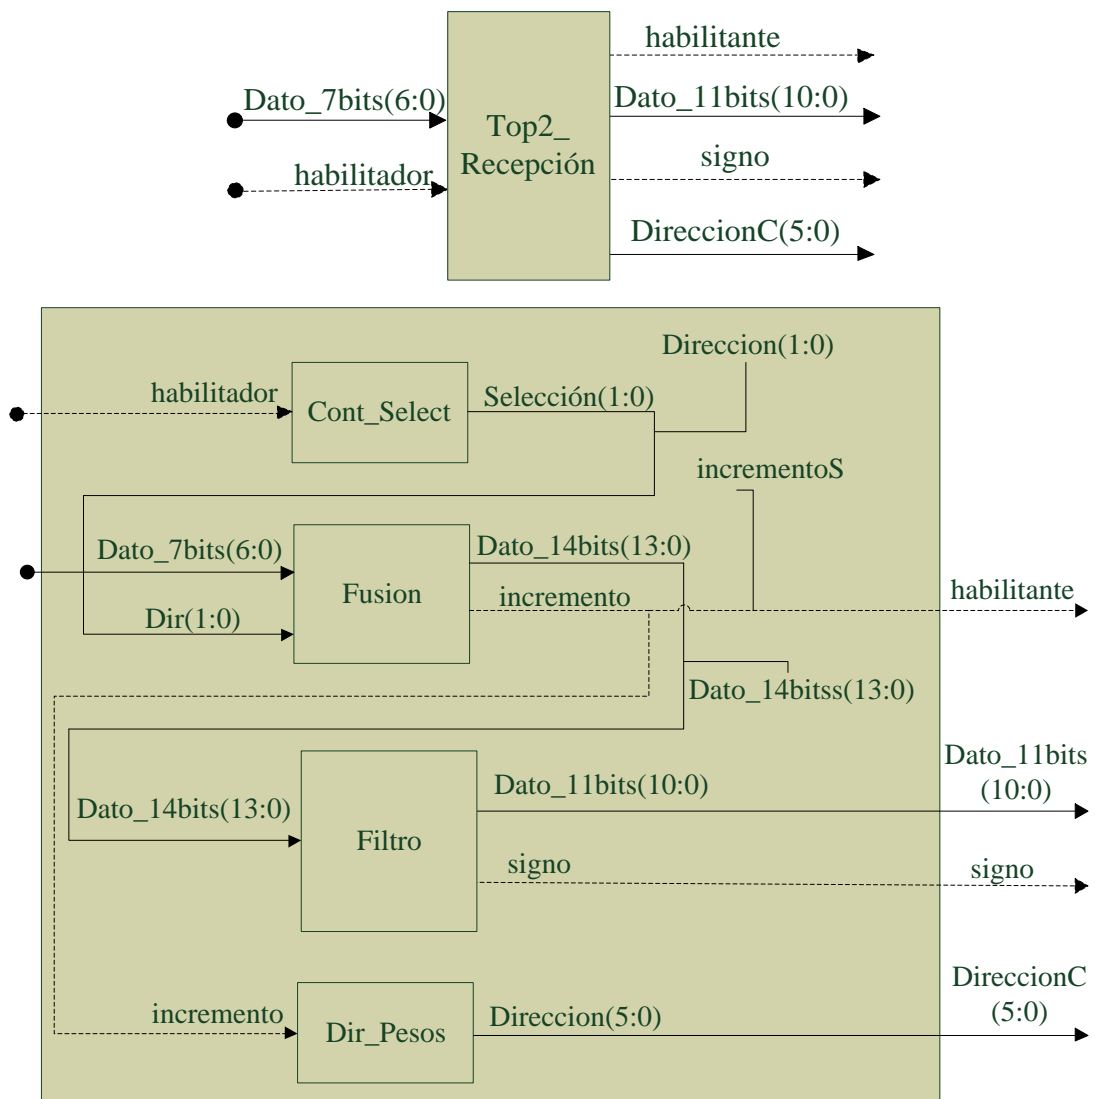 habilitante
Dato_7bits(6:0)
Dato_11bits(10:0)
Top2_
Recepción
habilitador
signo
DireccionC(5:0)
Direccion(1:0)
habilitador
Cont_Select
Selección(1:0)
incrementoS
Dato_7bits(6:0)
Dato_14bits(13:0)
Fusion
incremento
habilitante
Dir(1:0)
Dato_14bitss(13:0)
Dato_14bits(13:0)
Filtro
Dato_11bits(10:0)
Dato_11bits
(10:0)
signo
signo
incremento
Dir_Pesos
Direccion(5:0)
DireccionC
(5:0)